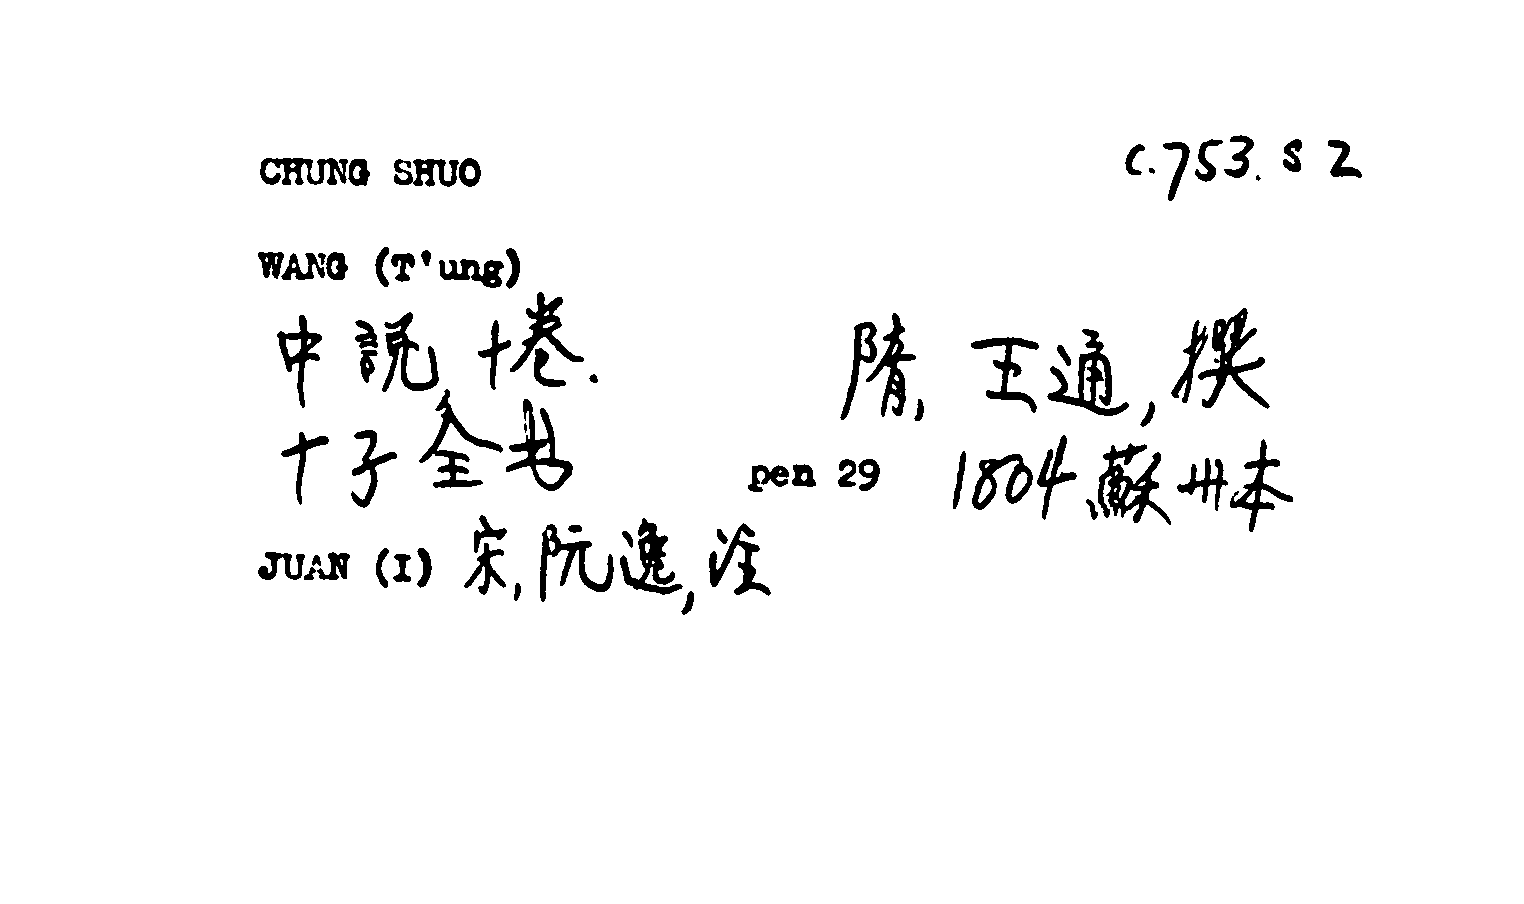 CHUNG SHUO c.753.s 2
WANG (T'ung)
中說 十卷. 隋, 王通, 撰
十子全书 pen 29 1804 蘇州本
JUAN (I) 宋, 阮逸, 注